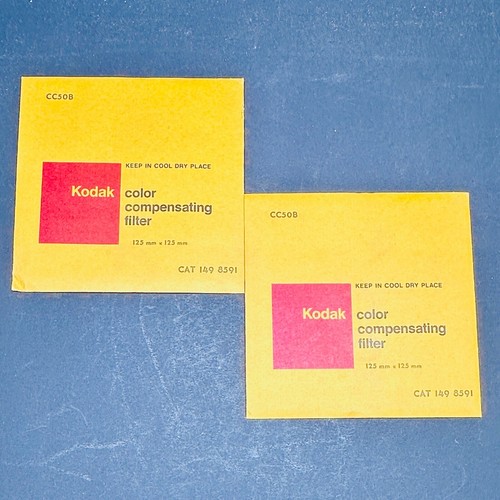 CC50B
KEEP IN COOL DRY PLACE
Kodak
color
compensating
filter
125 mm x 125 mm
CAT 149 8591
CC50B
KEEP IN COOL DRY PLACE
Kodak
color
compensating
filter
125 mm x 125 mm
CAT 149 8591